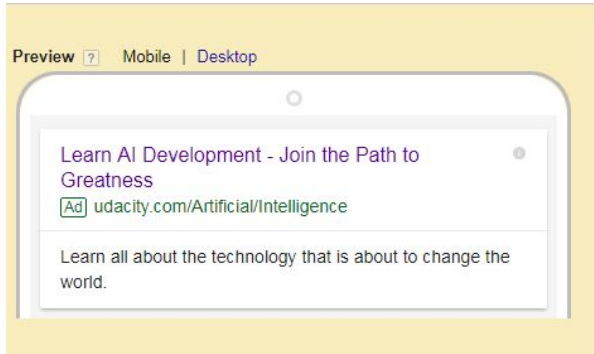 Preview ? Mobile | Desktop
Learn AI Development - Join the Path to
Greatness
Ad udacity.com/Artificial/Intelligence
Learn all about the technology that is about to change the
world.